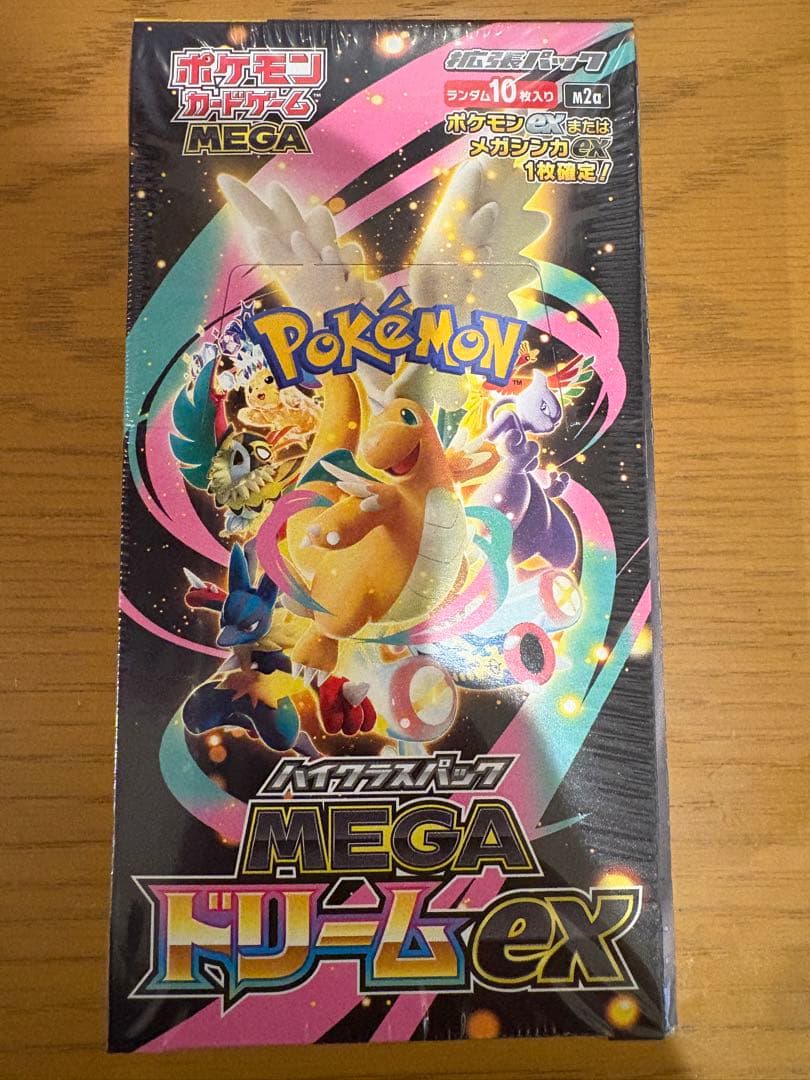 ポケモン
カードゲーム™
MEGA
拡張パック
ランダム10枚入り
M2a
ポケモンexまたは
メガシンカex
1枚確定!
POKéMON™
ハイクラスパック
MEGA
ドリームex